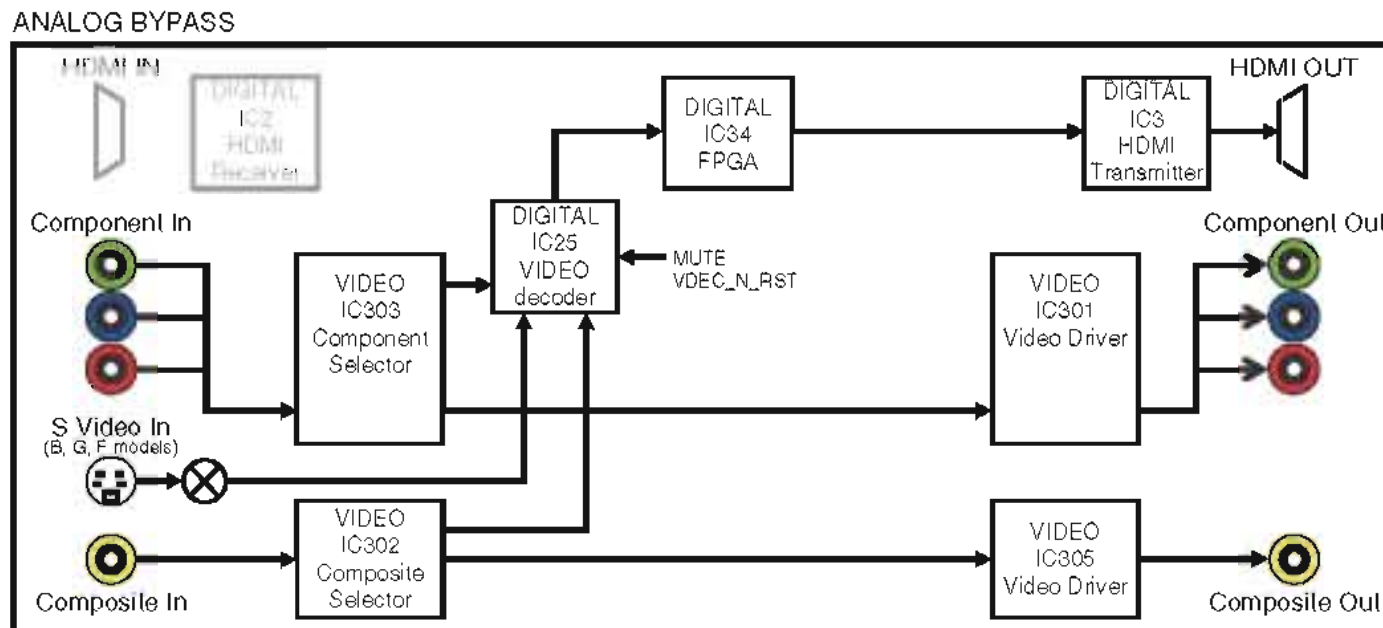 ANALOG BYPASS
HDMI IN
DIGITAL
IC2
HDMI
Receiver
DIGITAL
IC34
FPGA
DIGITAL
IC3
HDMI
Transmitter
HDMI OUT
Component In
VIDEO
IC303
Component
Selector
DIGITAL
IC25
VIDEO
decoder
MUTE
VDEC_N_RST
VIDEO
IC301
Video Driver
Component Out
S Video In
(B, G, F models)
VIDEO
IC302
Composite
Selector
VIDEO
IC305
Video Driver
Composite In
Composite Out